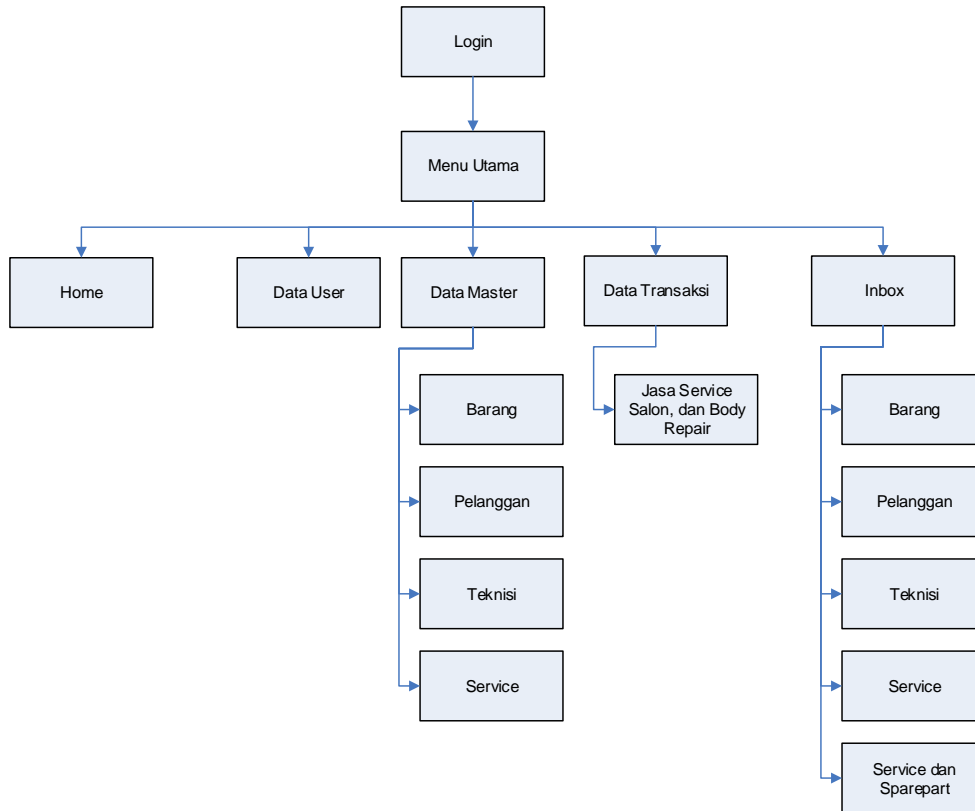 Login
Menu Utama
Home
Data User
Data Master
Data Transaksi
Inbox
Barang
Pelanggan
Teknisi
Service
Jasa Service
Salon, dan Body
Repair
Barang
Pelanggan
Teknisi
Service
Service dan
Sparepart